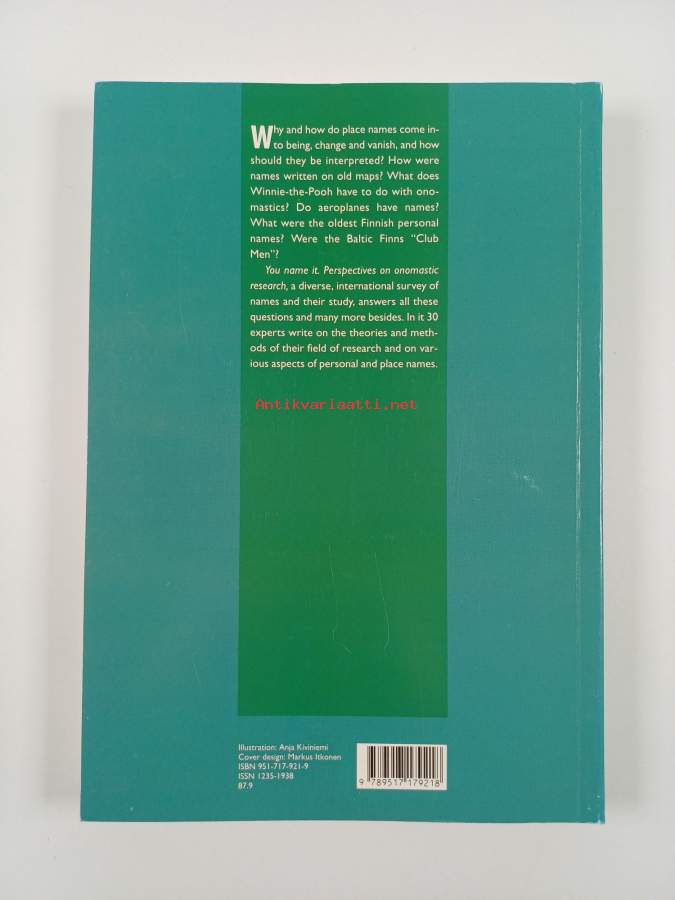 Why and how do place names come in-
to being, change and vanish, and how
should they be interpreted? How were
names written on old maps? What does
Winnie-the-Pooh have to do with ono-
mastics? Do aeroplanes have names?
What were the oldest Finnish personal
names? Were the Baltic Finns “Club
Men”?
You name it. Perspectives on onomastic
research, a diverse, international survey of
names and their study, answers all these
questions and many more besides. In it 30
experts write on the theories and meth-
ods of their field of research and on var-
ious aspects of personal and place names.
Antikvariaatti.net
Illustration: Anja Kiviniemi
Cover design: Markus Itkonen
ISBN 951-717-921-9
ISSN 1235-1938
87.9
9 789517 179218